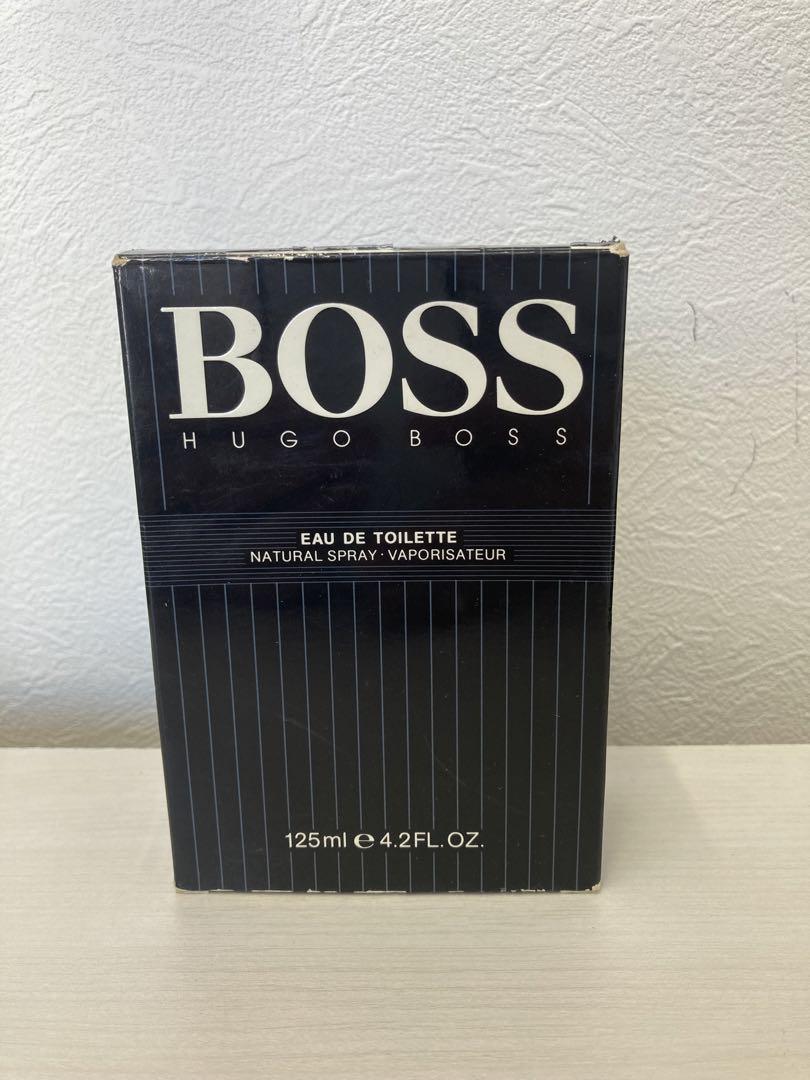 BOSS
HUGO BOSS
EAU DE TOILETTE
NATURAL SPRAY · VAPORISATEUR
125ml ℮ 4.2FL.OZ.